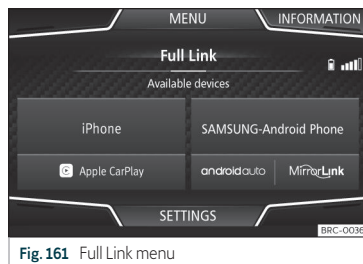 MENU INFORMATION
Full Link
Available devices
iPhone SAMSUNG-Android Phone
Apple CarPlay androidauto MirrorLink
SETTINGS
BRC-0036
Fig. 161 Full Link menu